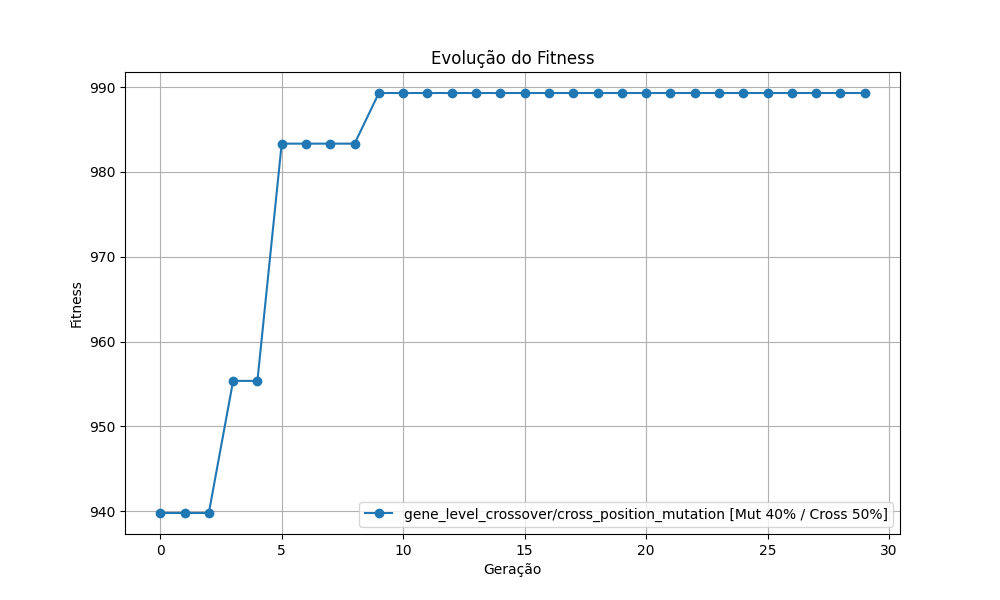 Evolução do Fitness
990
980
970
960
950
940
Fitness
gene_level_crossover/cross_position_mutation [Mut 40% / Cross 50%]
0 5 10 15 20 25 30
Geração